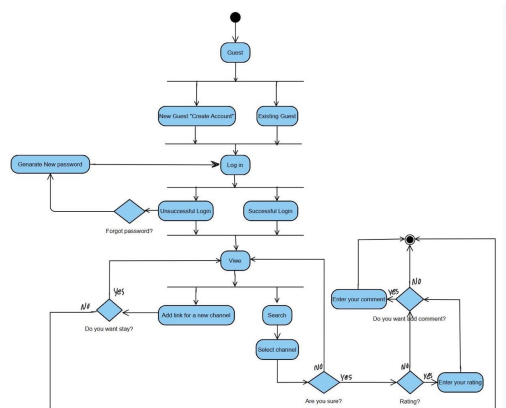 Guest
New Guest "Create Account"
Existing Guest
Genarate New password
Log in
Unsuccessful Login
Successful Login
Forgot password?
View
Yes
NO
Do you want stay?
Add link for a new channel
Search
Select channel
NO
Yes
Are you sure?
Enter your comment
Yes
NO
Do you want add comment?
NO
Yes
Rating?
Enter your rating